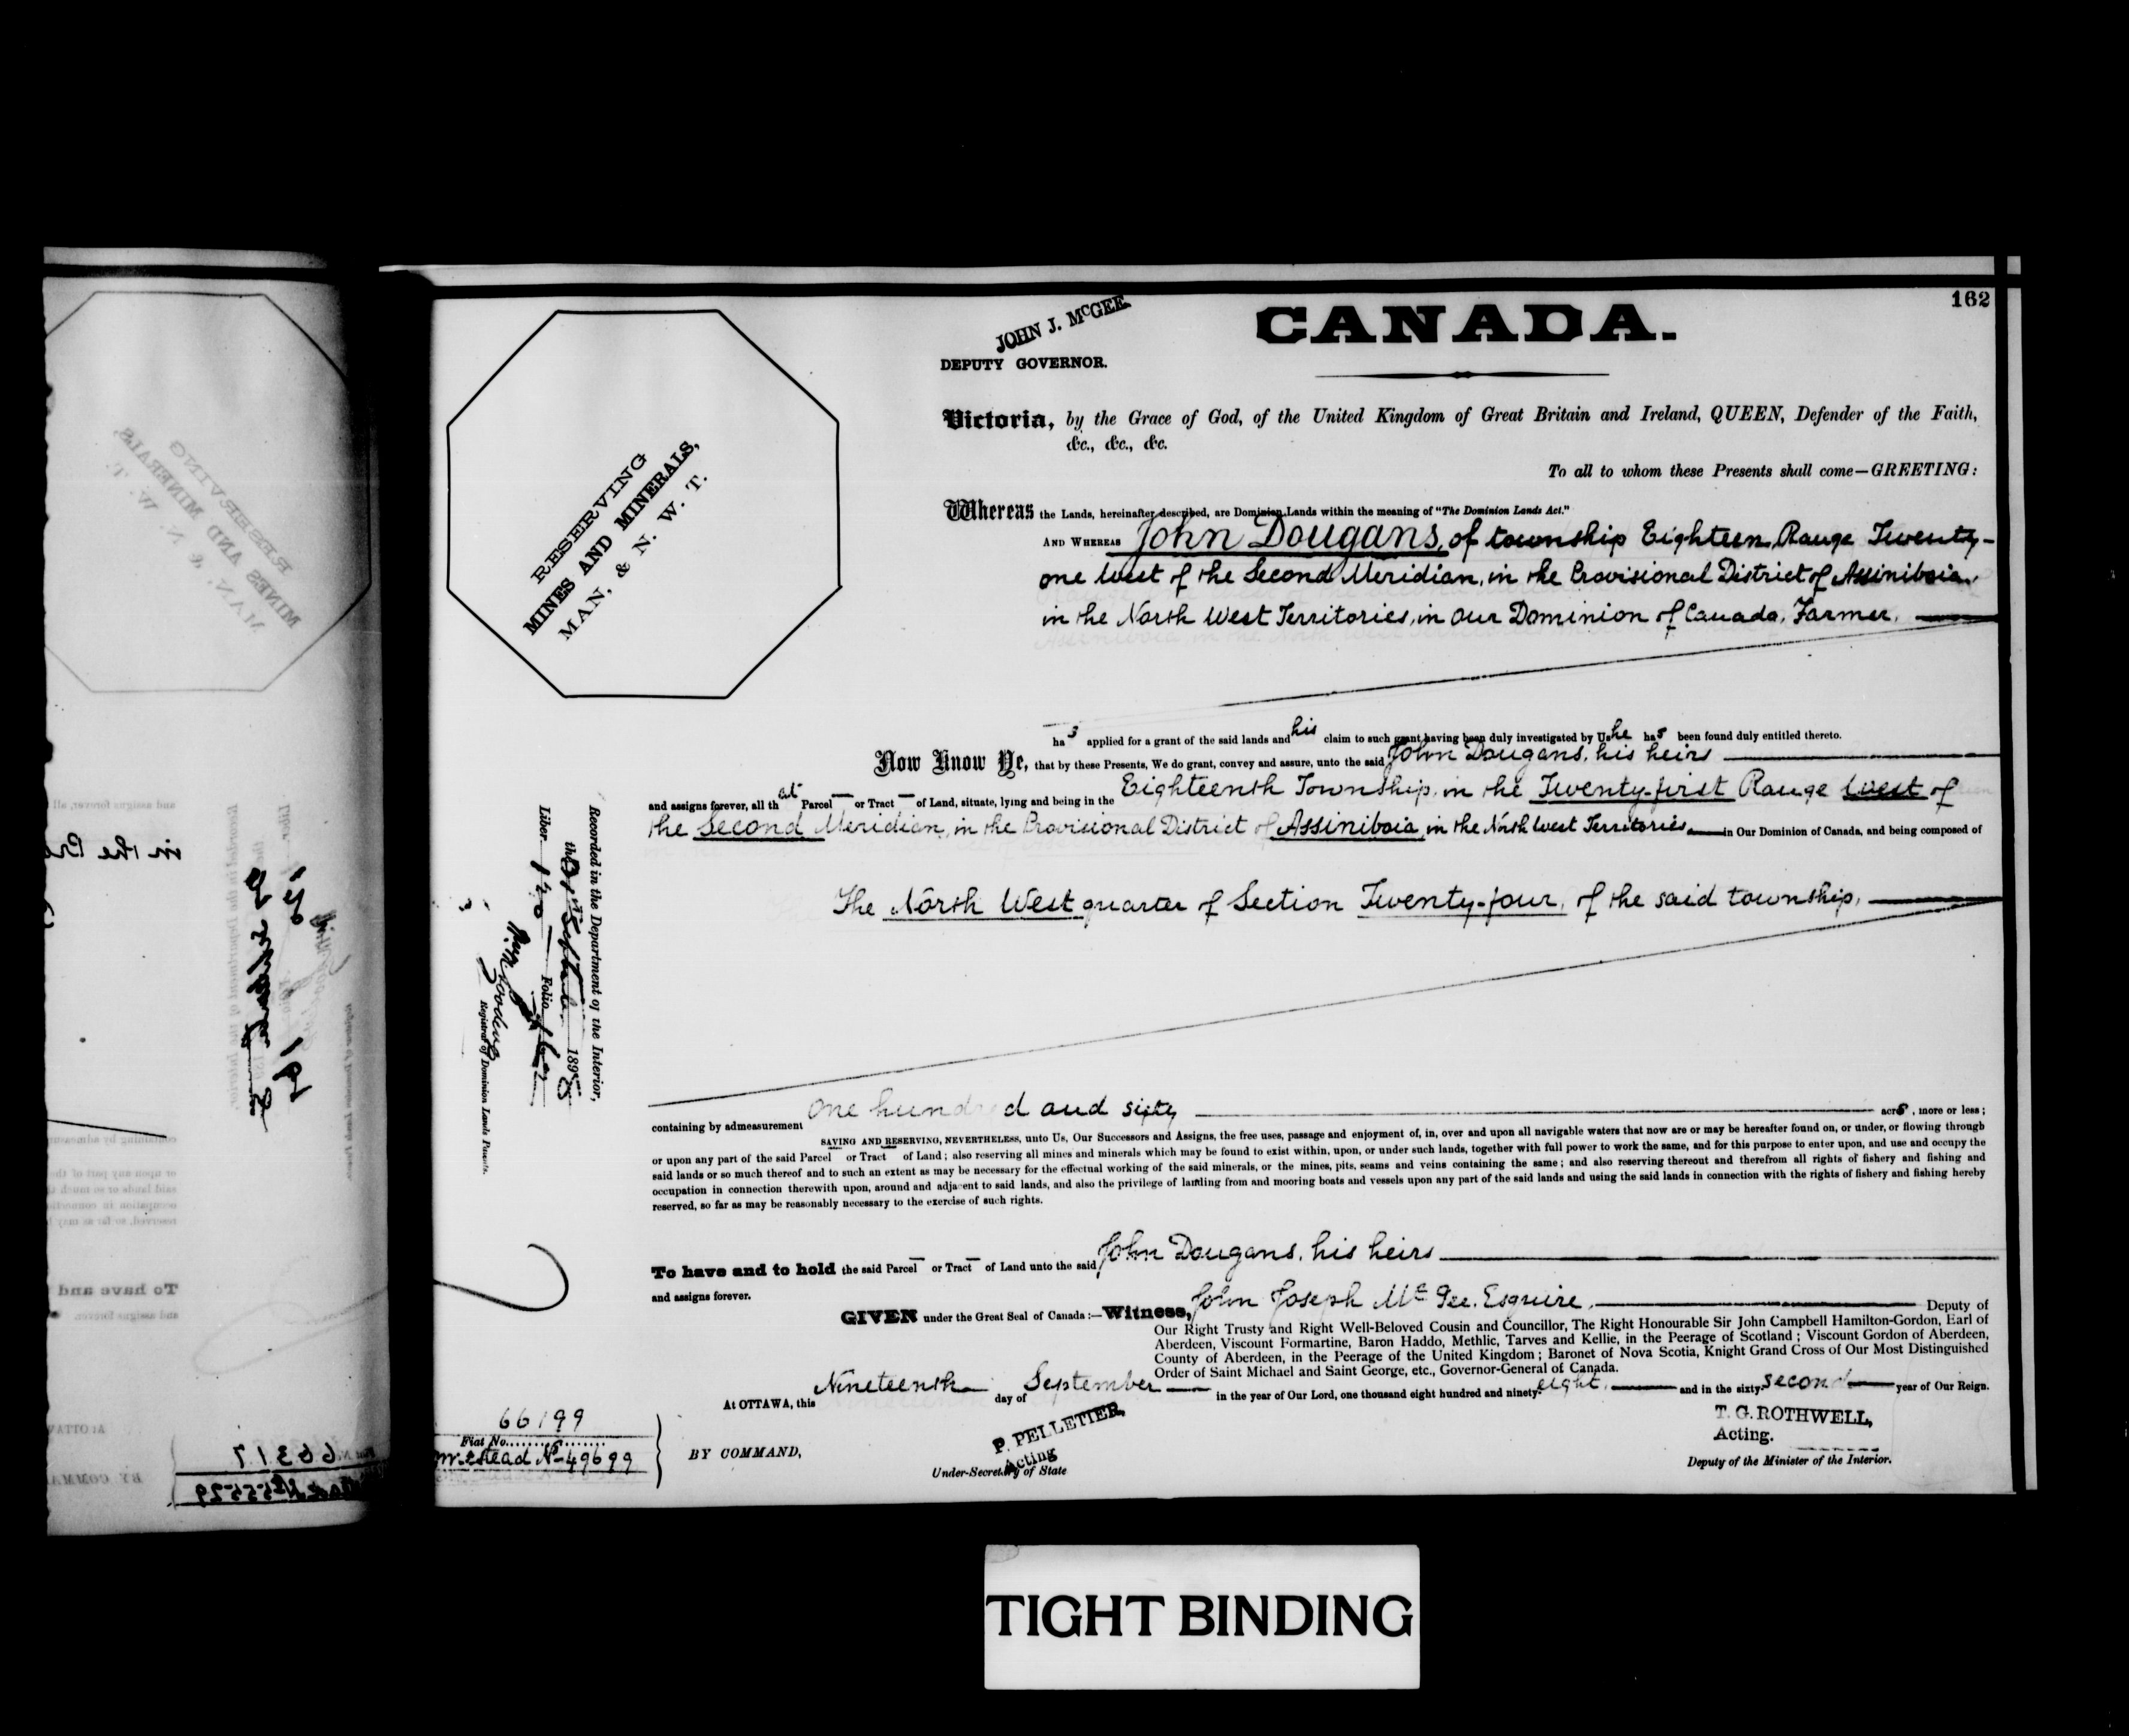 162
JOHN J. McGEE.
DEPUTY GOVERNOR.
CANADA.
RESERVING
MINES AND MINERALS,
MAN, & N. W. T.
Victoria, by the Grace of God, of the United Kingdom of Great Britain and Ireland, QUEEN, Defender of the Faith,
&c., &c., &c.
To all to whom these Presents shall come—GREETING:
Whereas the Lands, hereinafter described, are Dominion Lands within the meaning of "The Dominion Lands Act."
AND WHEREAS John Dougans, of township Eighteen, Range Twenty-
one West of the Second Meridian, in the Provisional District of Assiniboia,
in the North West Territories, in Our Dominion of Canada, Farmer,
has applied for a grant of the said lands and his claim to such grant having been duly investigated by Us he has been found duly entitled thereto.
Now Know Ye, that by these Presents, We do grant, convey and assure, unto the said John Dougans, his heirs
and assigns forever, all that Parcel or Tract of Land, situate, lying and being in the Eighteenth Township, in the Twenty-first Range West of
the Second Meridian, in the Provisional District of Assiniboia, in the North West Territories in Our Dominion of Canada, and being composed of
The North West quarter of Section Twenty-four, of the said township,
Recorded in the Department of the Interior,
the 189
Liber 120 Folio 162
Registrar of Dominion Lands Patents.
containing by admeasurement One hundred and sixty acres, more or less;
SAVING AND RESERVING, NEVERTHELESS, unto Us, Our Successors and Assigns, the free uses, passage and enjoyment of, in, over and upon all navigable waters that now are or may be hereafter found on, or under, or flowing through
or upon any part of the said Parcel or Tract of Land; also reserving all mines and minerals which may be found to exist within, upon, or under such lands, together with full power to work the same, and for this purpose to enter upon, and use and occupy the
said lands or so much thereof and to such an extent as may be necessary for the effectual working of the said minerals, or the mines, pits, seams and veins containing the same; and also reserving thereout and therefrom all rights of fishery and fishing and
occupation in connection therewith upon, around and adjacent to said lands, and also the privilege of landing from and mooring boats and vessels upon any part of the said lands and using the said lands in connection with the rights of fishery and fishing hereby
reserved, so far as may be reasonably necessary to the exercise of such rights.
To have and to hold the said Parcel or Tract of Land unto the said John Dougans, his heirs
and assigns forever.
GIVEN under the Great Seal of Canada:—Witness, John Joseph McGee, Esquire, Deputy of
Our Right Trusty and Right Well-Beloved Cousin and Councillor, The Right Honourable Sir John Campbell Hamilton-Gordon, Earl of
Aberdeen, Viscount Formartine, Baron Haddo, Methlic, Tarves and Kellie, in the Peerage of Scotland; Viscount Gordon of Aberdeen,
County of Aberdeen, in the Peerage of the United Kingdom; Baronet of Nova Scotia, Knight Grand Cross of Our Most Distinguished
Order of Saint Michael and Saint George, etc., Governor-General of Canada.
At OTTAWA, this Nineteenth day of September in the year of Our Lord, one thousand eight hundred and ninety-eight, and in the sixty second year of Our Reign.
66199
Fiat No.
mestead No 49699
BY COMMAND,
P. PELLETIER,
Acting
Under-Secretary of State
T. G. ROTHWELL,
Acting.
Deputy of the Minister of the Interior.
TIGHT BINDING